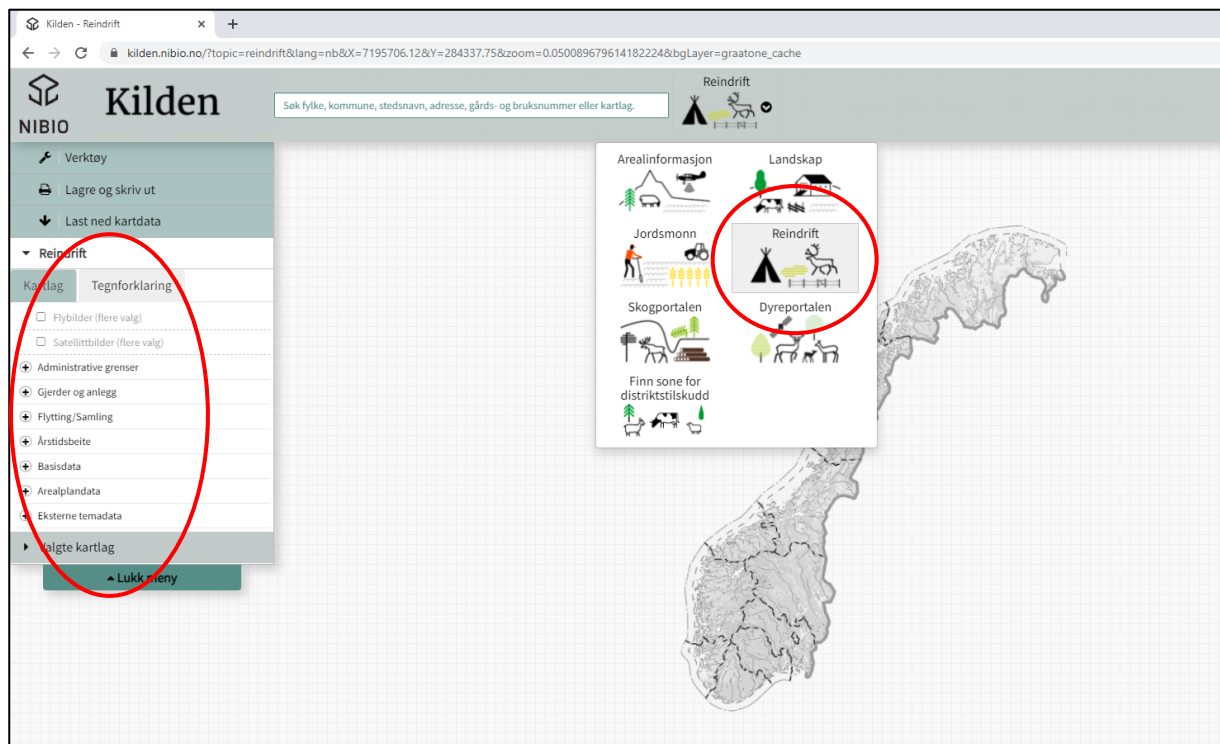 Kilden - Reindrift
kilden.nibio.no/?topic=reindrift&lang=nb&X=7195706.12&Y=284337.75&zoom=0.050089679614182224&bgLayer=graatone_cache
NIBIO
Kilden
Søk fylke, kommune, stedsnavn, adresse, gårds- og bruksnummer eller kartlag.
Reindrift
Verktøy
Lagre og skriv ut
Last ned kartdata
Reindrift
Kartlag
Tegnforklaring
Flybilder (flere valg)
Satellittbilder (flere valg)
Administrative grenser
Gjerder og anlegg
Flytting/Samling
Årstidsbeite
Basisdata
Arealplandata
Eksterne temadata
Valgte kartlag
Lukk meny
Arealinformasjon
Landskap
Jordsmonn
Reindrift
Skogportalen
Dyreportalen
Finn sone for
distriktstilskudd